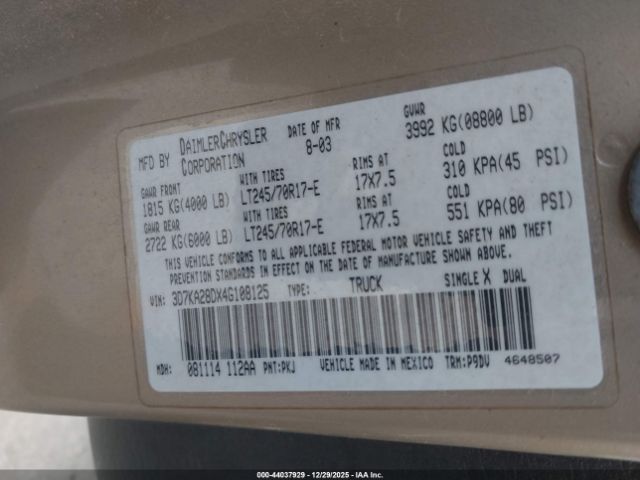 MFD BY DAIMLERCHRYSLER CORPORATION DATE OF MFR 8-03 GVWR 3992 KG(08800 LB)
GAWR FRONT WITH TIRES RIMS AT COLD
1815 KG(4000 LB) LT245/70R17-E 17X7.5 310 KPA(45 PSI)
GAWR REAR WITH TIRES RIMS AT COLD
2722 KG(6000 LB) LT245/70R17-E 17X7.5 551 KPA(80 PSI)
THIS VEHICLE CONFORMS TO ALL APPLICABLE FEDERAL MOTOR VEHICLE SAFETY AND THEFT
PREVENTION STANDARDS IN EFFECT ON THE DATE OF MANUFACTURE SHOWN ABOVE.
VIN: 3D7KA28DX4G108125 TYPE: TRUCK SINGLE X DUAL
MDH: 081114 112AA PNT:PKJ VEHICLE MADE IN MEXICO TRM:P9DV 4648507
000-44037929 - 12/29/2025 - IAAC. Inc.